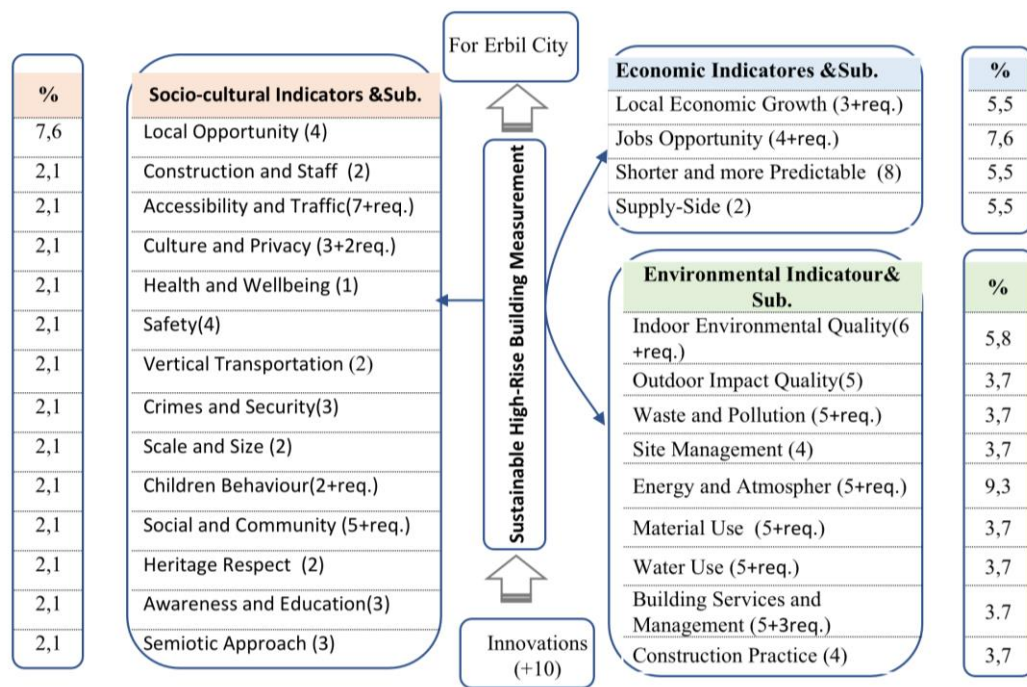 For Erbil City
% Socio-cultural Indicators &Sub.
7,6 Local Opportunity (4)
2,1 Construction and Staff (2)
2,1 Accessibility and Traffic(7+req.)
2,1 Culture and Privacy (3+2req.)
2,1 Health and Wellbeing (1)
2,1 Safety(4)
2,1 Vertical Transportation (2)
2,1 Crimes and Security(3)
2,1 Scale and Size (2)
2,1 Children Behaviour(2+req.)
2,1 Social and Community (5+req.)
2,1 Heritage Respect (2)
2,1 Awareness and Education(3)
2,1 Semiotic Approach (3)
Sustainable High-Rise Building Measurement
Innovations
(+10)
Economic Indicatores &Sub. %
Local Economic Growth (3+req.) 5,5
Jobs Opportunity (4+req.) 7,6
Shorter and more Predictable (8) 5,5
Supply-Side (2) 5,5
Environmental Indicatour&
Sub. %
Indoor Environmental Quality(6
+req.) 5,8
Outdoor Impact Quality(5) 3,7
Waste and Pollution (5+req.) 3,7
Site Management (4) 3,7
Energy and Atmospher (5+req.) 9,3
Material Use (5+req.) 3,7
Water Use (5+req.) 3,7
Building Services and
Management (5+3req.) 3.7
Construction Practice (4) 3,7